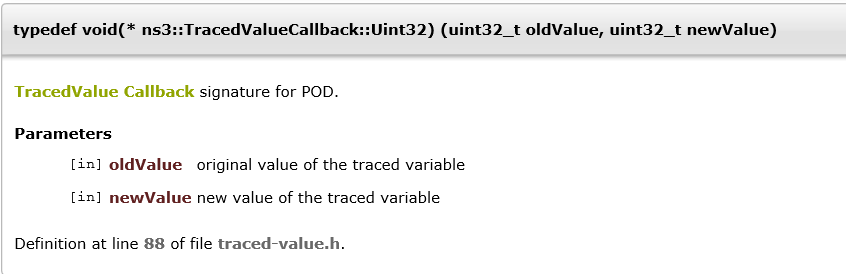 typedef void(* ns3::TracedValueCallback::Uint32) (uint32_t oldValue, uint32_t newValue)
TracedValue Callback signature for POD.
Parameters
[in] oldValue original value of the traced variable
[in] newValue new value of the traced variable
Definition at line 88 of file traced-value.h.